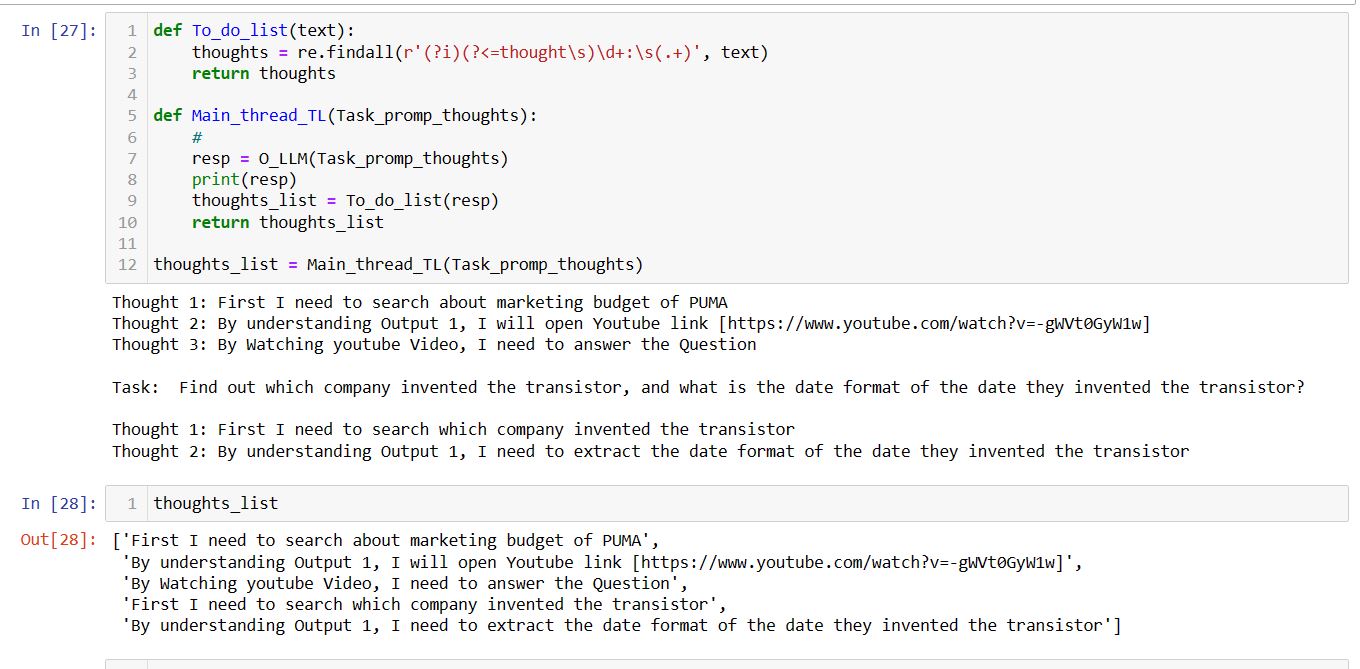 In [27]:
1 def To_do_list(text):
2     thoughts = re.findall(r'(?i)(?<=thought\s)\d+:\s(.+)', text)
3     return thoughts
4
5 def Main_thread_TL(Task_promp_thoughts):
6     #
7     resp = O_LLM(Task_promp_thoughts)
8     print(resp)
9     thoughts_list = To_do_list(resp)
10     return thoughts_list
11
12 thoughts_list = Main_thread_TL(Task_promp_thoughts)
Thought 1: First I need to search about marketing budget of PUMA
Thought 2: By understanding Output 1, I will open Youtube link [https://www.youtube.com/watch?v=-gWVt0GyW1w]
Thought 3: By Watching youtube Video, I need to answer the Question
Task:  Find out which company invented the transistor, and what is the date format of the date they invented the transistor?
Thought 1: First I need to search which company invented the transistor
Thought 2: By understanding Output 1, I need to extract the date format of the date they invented the transistor
In [28]:
1 thoughts_list
Out[28]:
['First I need to search about marketing budget of PUMA',
'By understanding Output 1, I will open Youtube link [https://www.youtube.com/watch?v=-gWVt0GyW1w]',
'By Watching youtube Video, I need to answer the Question',
'First I need to search which company invented the transistor',
'By understanding Output 1, I need to extract the date format of the date they invented the transistor']